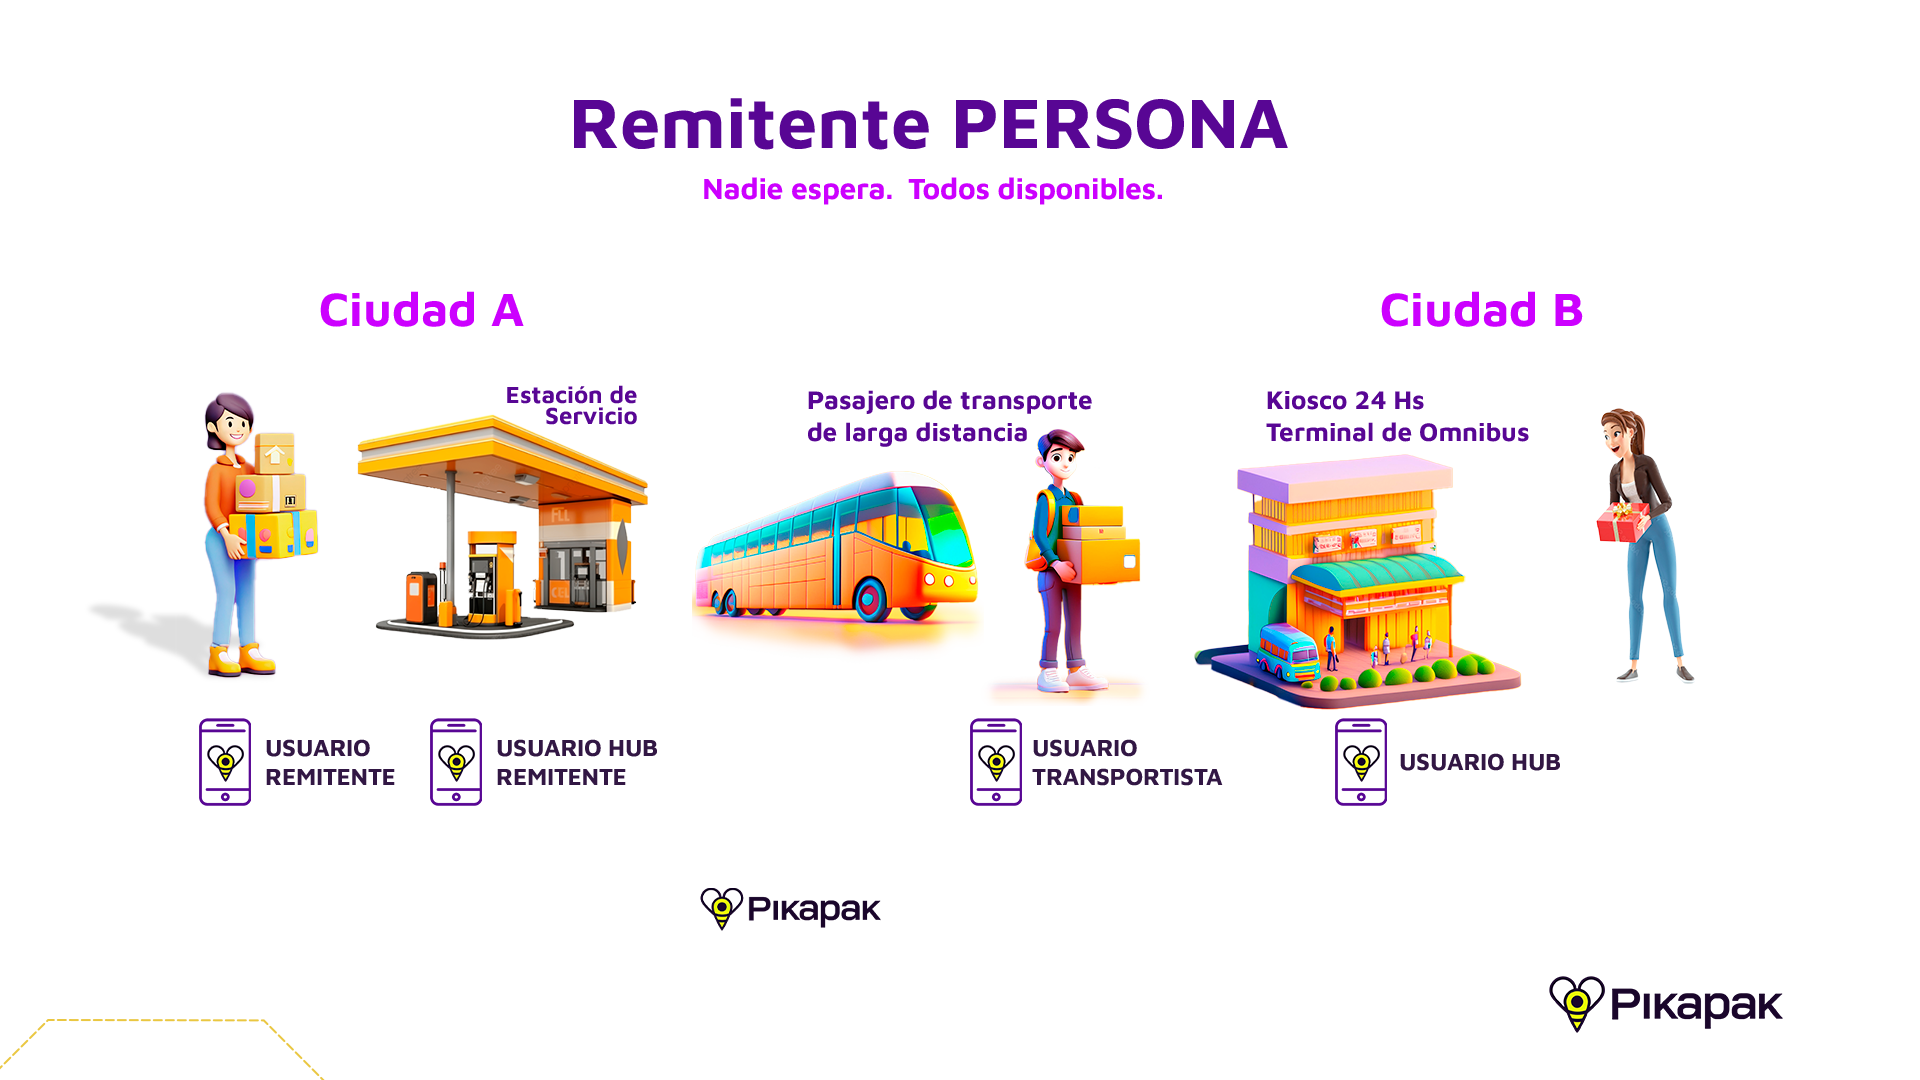 Remitente PERSONA
Nadie espera. Todos disponibles.
Ciudad A
Ciudad B
Estación de
Servicio
Pasajero de transporte
de larga distancia
Kiosco 24 Hs
Terminal de Omnibus
USUARIO
REMITENTE
USUARIO HUB
REMITENTE
USUARIO
TRANSPORTISTA
USUARIO HUB
Pikapak
Pikapak